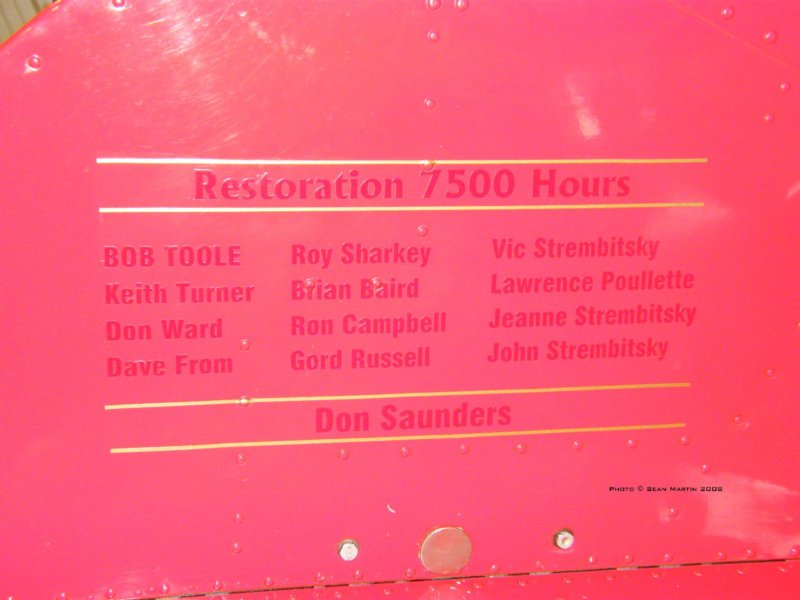 Restoration 7500 Hours
BOB TOOLE Roy Sharkey Vic Strembitsky
Keith Turner Brian Baird Lawrence Poullette
Don Ward Ron Campbell Jeanne Strembitsky
Dave From Gord Russell John Strembitsky
Don Saunders
Photo © Sean Martin 2008